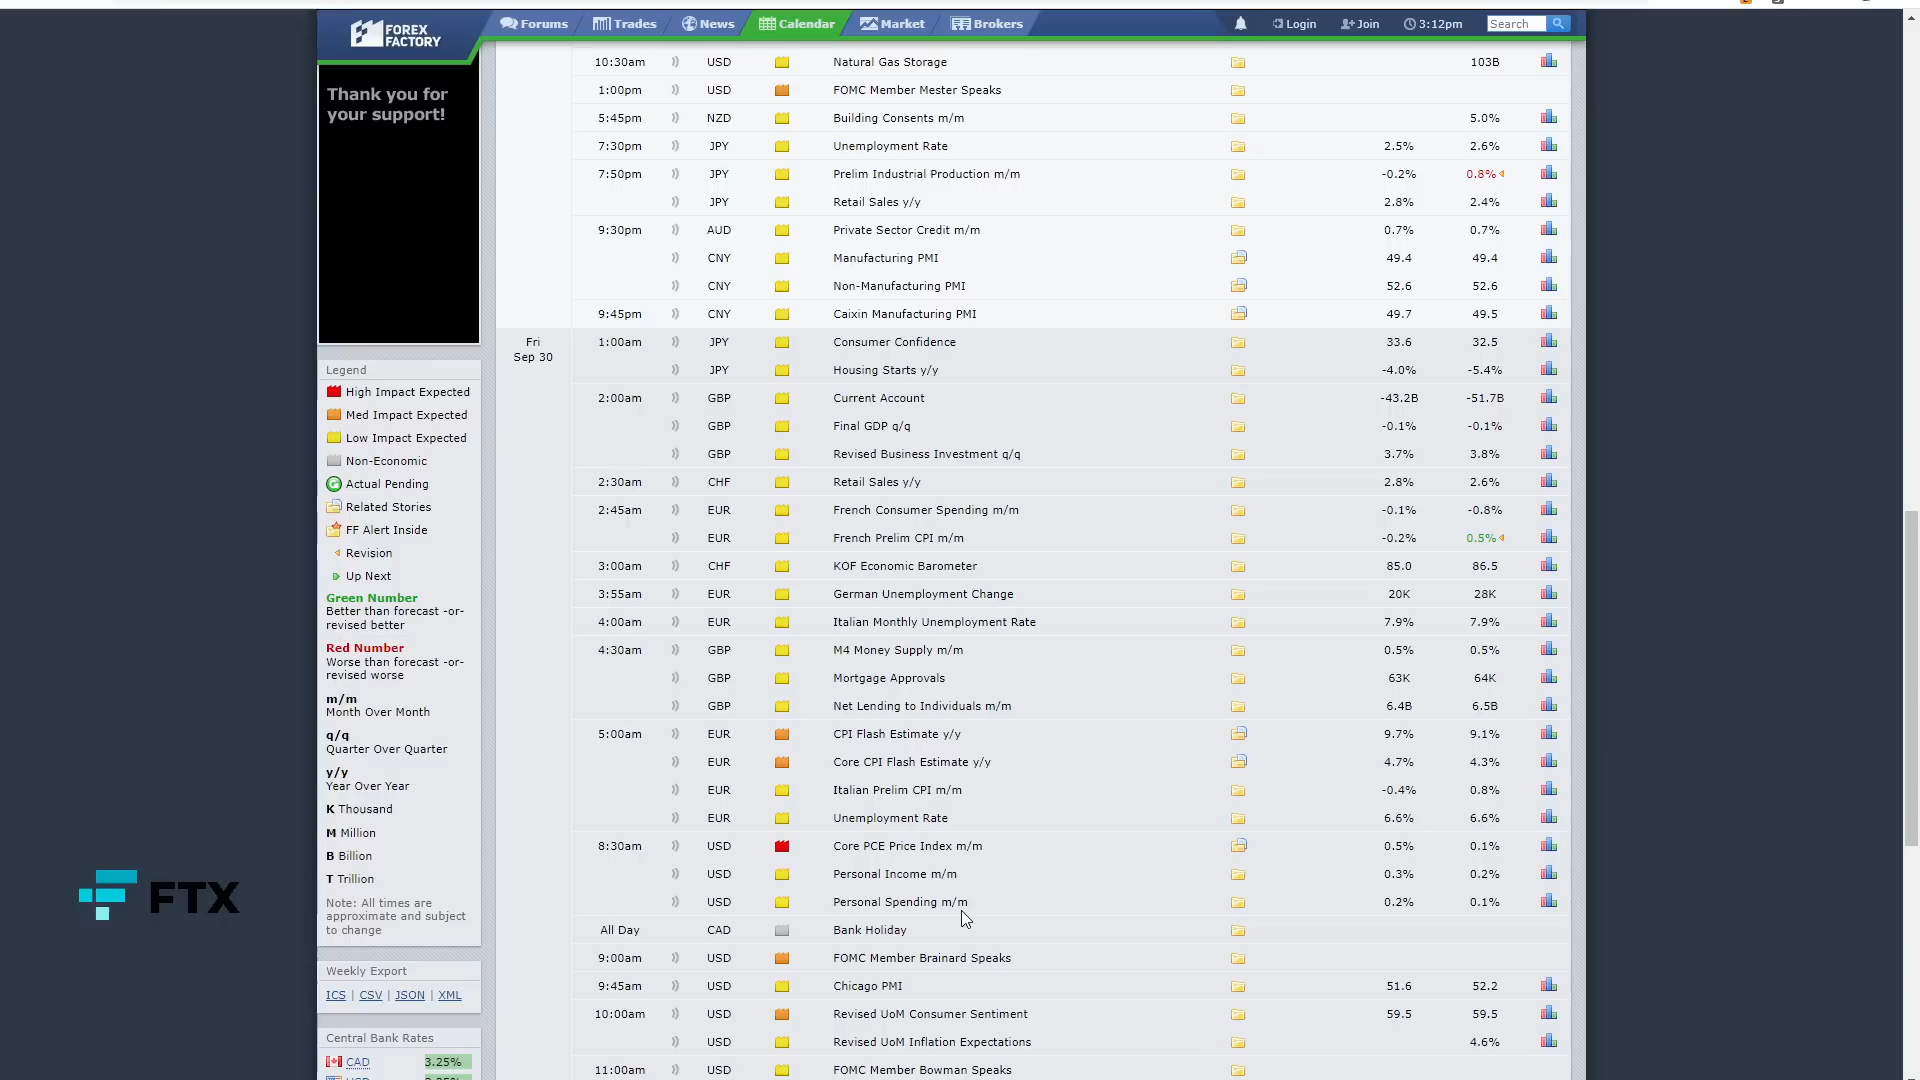 FOREX FACTORY
Forums Trades News Calendar Market Brokers Login Join 3:12pm Search
Thank you for
your support!
Legend
High Impact Expected
Med Impact Expected
Low Impact Expected
Non-Economic
Actual Pending
Related Stories
FF Alert Inside
Revision
Up Next
Green Number
Better than forecast -or-
revised better
Red Number
Worse than forecast -or-
revised worse
m/m
Month Over Month
q/q
Quarter Over Quarter
y/y
Year Over Year
K Thousand
M Million
B Billion
T Trillion
Note: All times are
approximate and subject
to change
Weekly Export
ICS | CSV | JSON | XML
Central Bank Rates
CAD 3.25%
FTX
10:30am USD Natural Gas Storage 103B
1:00pm USD FOMC Member Mester Speaks
5:45pm NZD Building Consents m/m 5.0%
7:30pm JPY Unemployment Rate 2.5% 2.6%
7:50pm JPY Prelim Industrial Production m/m -0.2% 0.8%
JPY Retail Sales y/y 2.8% 2.4%
9:30pm AUD Private Sector Credit m/m 0.7% 0.7%
CNY Manufacturing PMI 49.4 49.4
CNY Non-Manufacturing PMI 52.6 52.6
9:45pm CNY Caixin Manufacturing PMI 49.7 49.5
Fri
Sep 30
1:00am JPY Consumer Confidence 33.6 32.5
JPY Housing Starts y/y -4.0% -5.4%
2:00am GBP Current Account -43.2B -51.7B
GBP Final GDP q/q -0.1% -0.1%
GBP Revised Business Investment q/q 3.7% 3.8%
2:30am CHF Retail Sales y/y 2.8% 2.6%
2:45am EUR French Consumer Spending m/m -0.1% -0.8%
EUR French Prelim CPI m/m -0.2% 0.5%
3:00am CHF KOF Economic Barometer 85.0 86.5
3:55am EUR German Unemployment Change 20K 28K
4:00am EUR Italian Monthly Unemployment Rate 7.9% 7.9%
4:30am GBP M4 Money Supply m/m 0.5% 0.5%
GBP Mortgage Approvals 63K 64K
GBP Net Lending to Individuals m/m 6.4B 6.5B
5:00am EUR CPI Flash Estimate y/y 9.7% 9.1%
EUR Core CPI Flash Estimate y/y 4.7% 4.3%
EUR Italian Prelim CPI m/m -0.4% 0.8%
EUR Unemployment Rate 6.6% 6.6%
8:30am USD Core PCE Price Index m/m 0.5% 0.1%
USD Personal Income m/m 0.3% 0.2%
USD Personal Spending m/m 0.2% 0.1%
All Day CAD Bank Holiday
9:00am USD FOMC Member Brainard Speaks
9:45am USD Chicago PMI 51.6 52.2
10:00am USD Revised UoM Consumer Sentiment 59.5 59.5
USD Revised UoM Inflation Expectations 4.6%
11:00am USD FOMC Member Bowman Speaks